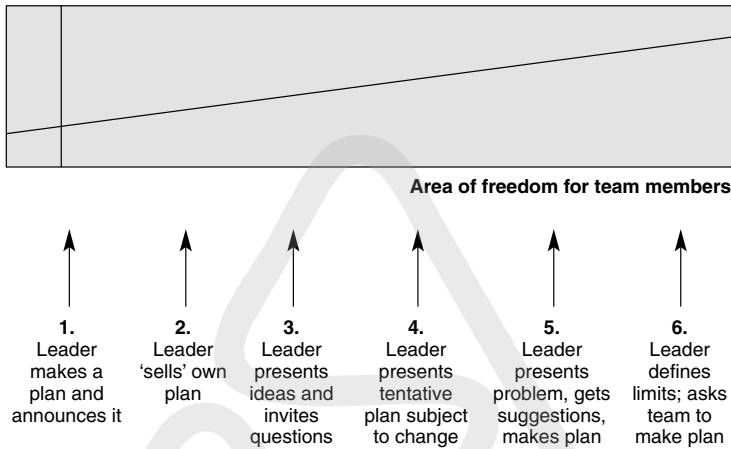 Area of freedom for team members
1.
Leader
makes a
plan and
announces it
2.
Leader
‘sells’ own
plan
3.
Leader
presents
ideas and
invites
questions
4.
Leader
presents
tentative
plan subject
to change
5.
Leader
presents
problem, gets
suggestions,
makes plan
6.
Leader
defines
limits; asks
team to
make plan